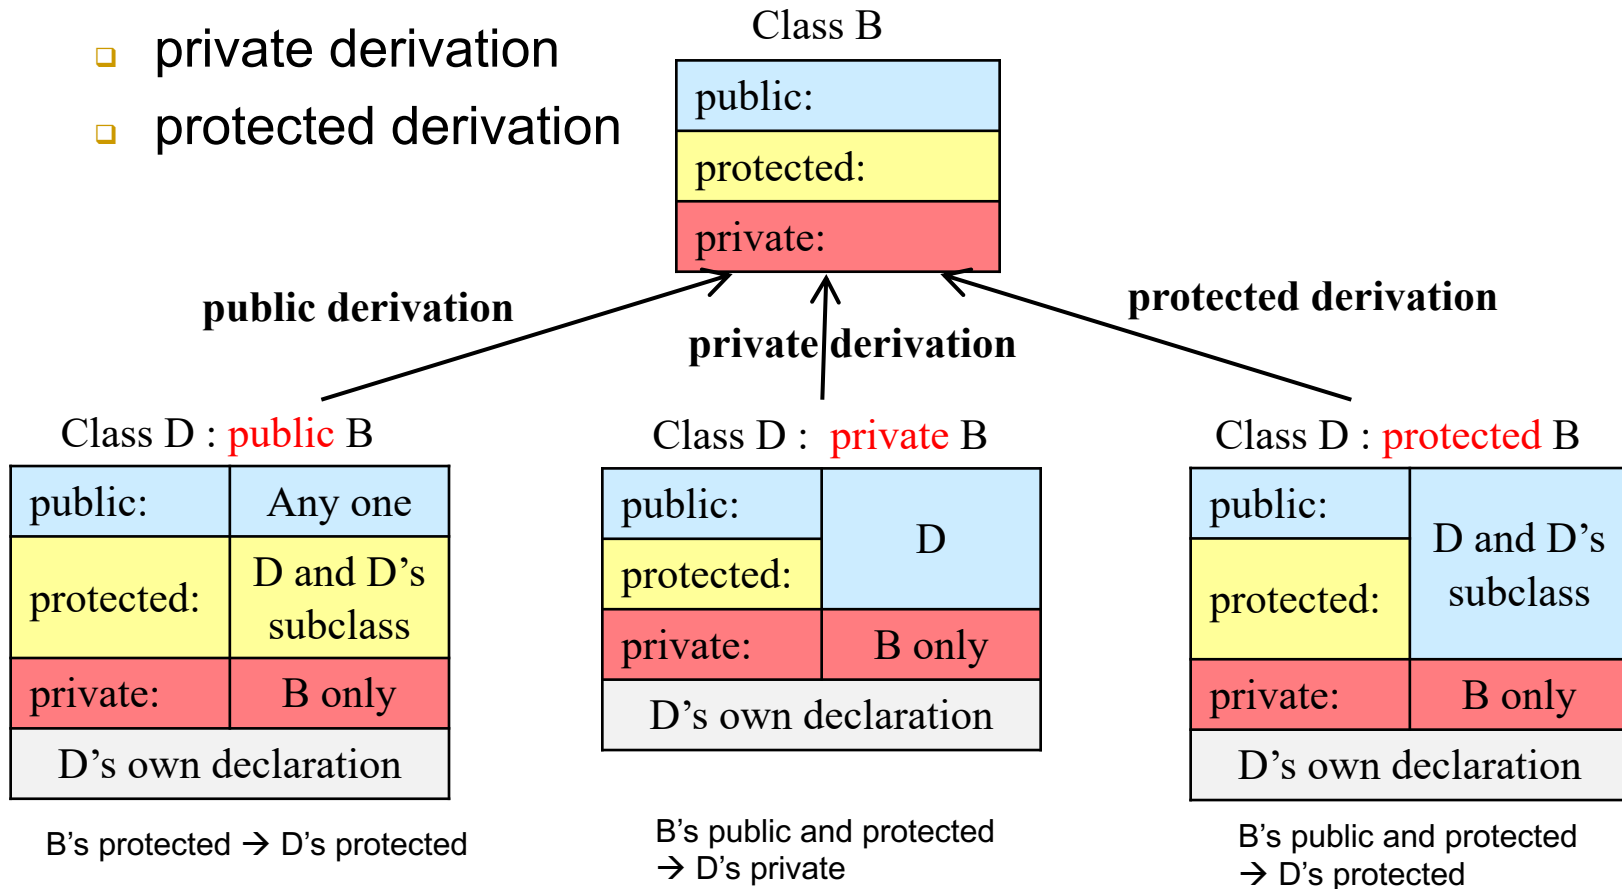 private derivation
protected derivation
Class B
public:
protected:
private:
public derivation
private derivation
protected derivation
Class D : public B
public:
Any one
protected:
D and D’s
subclass
private:
B only
D’s own declaration
B’s protected → D’s protected
Class D : private B
public:
D
protected:
private:
B only
D’s own declaration
B’s public and protected
→ D’s private
Class D : protected B
public:
D and D’s
subclass
protected:
private:
B only
D’s own declaration
B’s public and protected
→ D’s protected